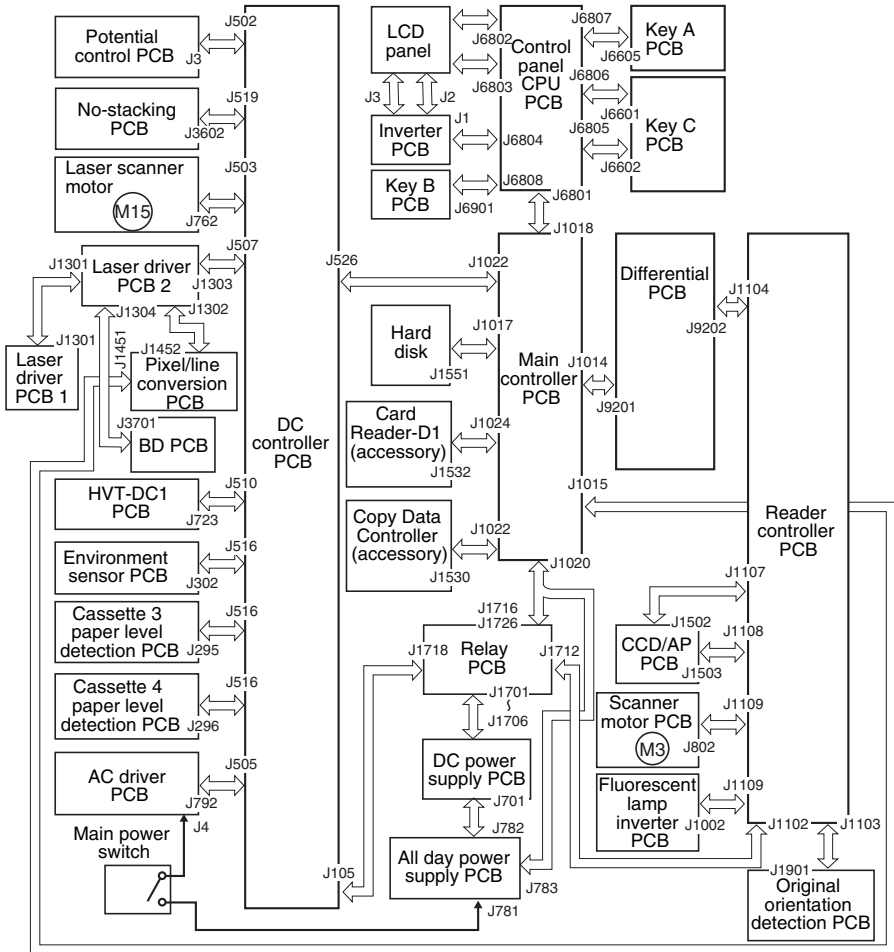 Potential
control PCB
J502
J3
No-stacking
PCB
J519
J3602
Laser scanner
motor
M15
J503
J762
Laser driver
PCB 2
J507
J1303
J1302
J1301
J1304
J1451
J1301
Laser
driver
PCB 1
J1452
Pixel/line
conversion
PCB
J3701
BD PCB
HVT-DC1
PCB
J510
J723
Environment
sensor PCB
J516
J302
Cassette 3
paper level
detection PCB
J516
J295
Cassette 4
paper level
detection PCB
J516
J296
AC driver
PCB
J505
J792
J4
Main power
switch
DC
controller
PCB
J526
J105
LCD
panel
J6802
J6803
J3
J2
J1
Inverter
PCB
J6804
Key B
PCB
J6808
J6901
Control
panel
CPU
PCB
J6807
J6605
Key A
PCB
J6806
J6601
J6805
J6602
Key C
PCB
J6801
J1018
J1022
Hard
disk
J1017
J1551
Main
controller
PCB
J1014
J9201
Card
Reader-D1
(accessory)
J1024
J1532
Copy Data
Controller
(accessory)
J1022
J1530
J1015
J1020
Differential
PCB
J1104
J9202
Reader
controller
PCB
J1716
J1726
J1718
Relay
PCB
J1712
J1701
~
J1706
DC power
supply PCB
J701
J782
All day power
supply PCB
J783
J781
J1107
J1502
CCD/AP
PCB
J1108
J1503
Scanner
motor PCB
M3
J1109
J802
Fluorescent
lamp
inverter
PCB
J1109
J1002
J1102
J1103
J1901
Original
orientation
detection PCB